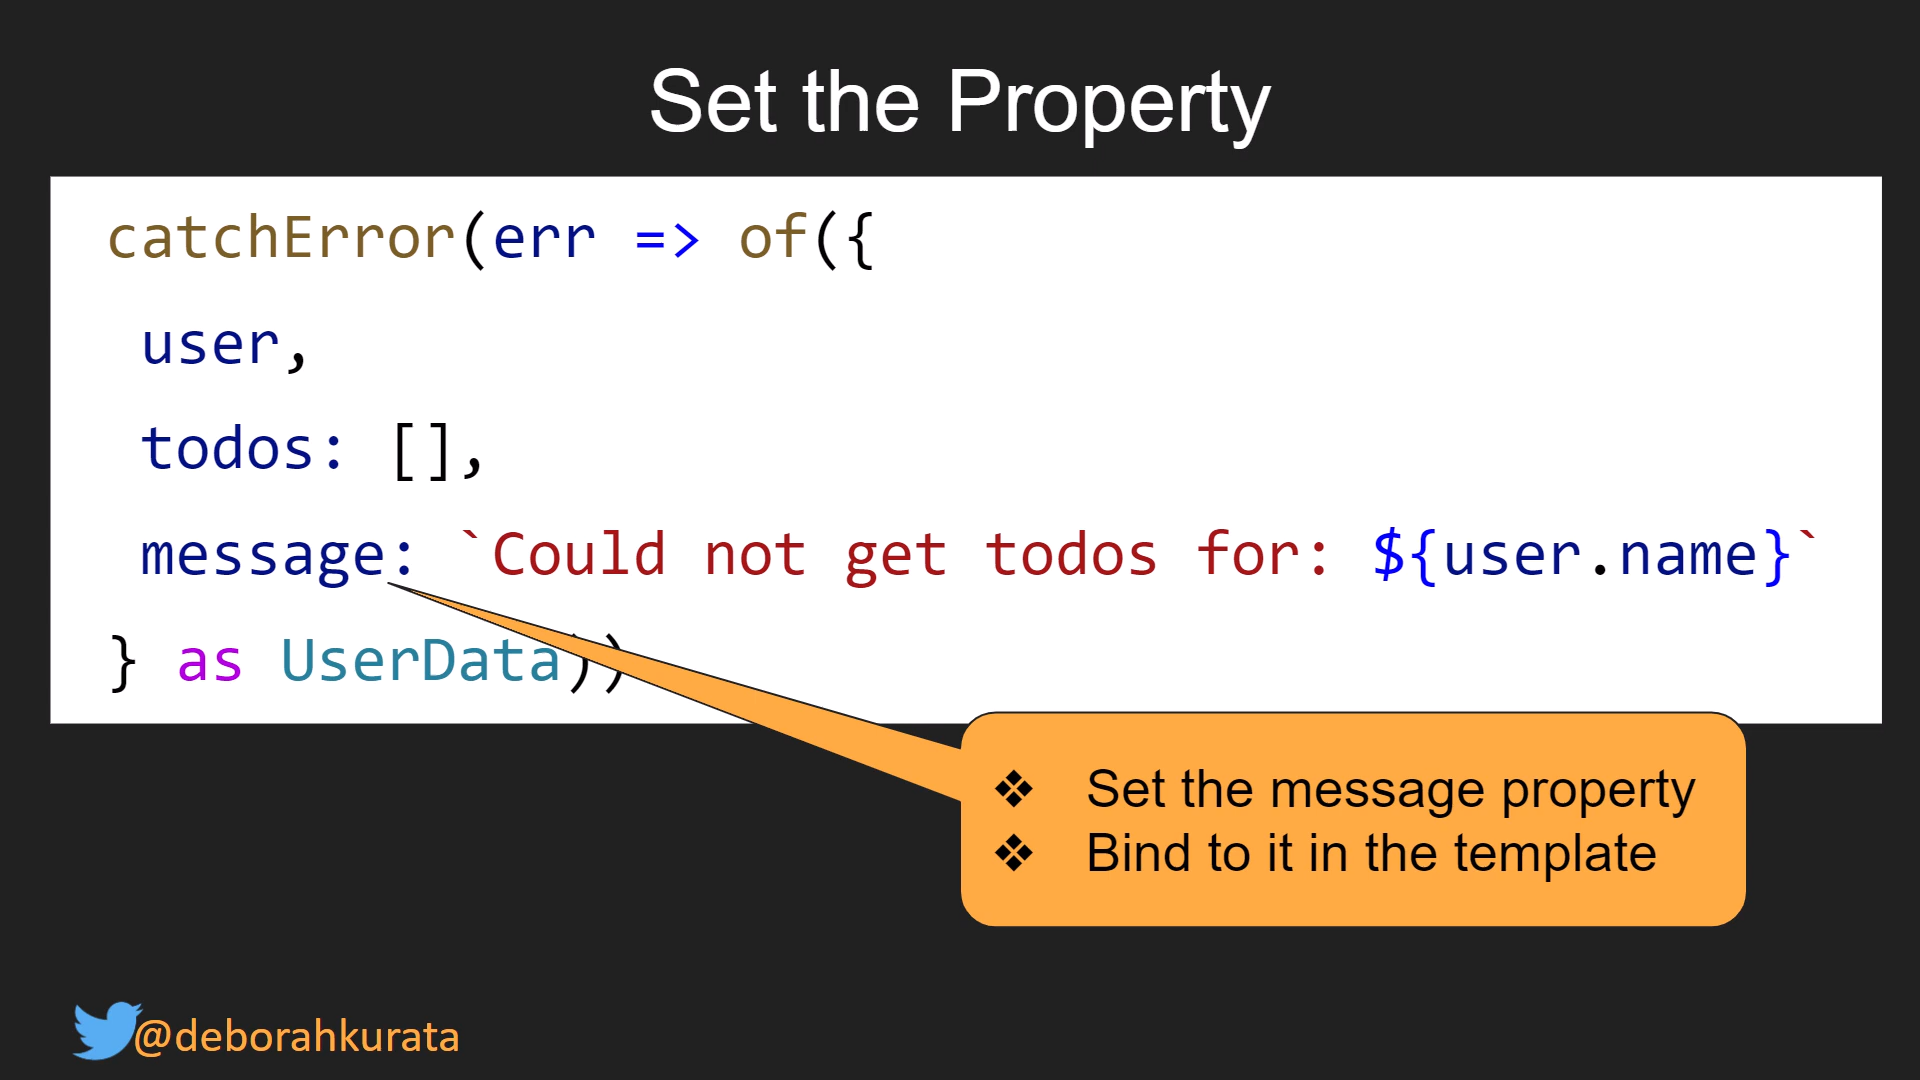 Set the Property
catchError(err => of({
user,
todos: [],
message: `Could not get todos for: ${user.name}`
} as UserData))
❖ Set the message property
❖ Bind to it in the template
@deborahkurata